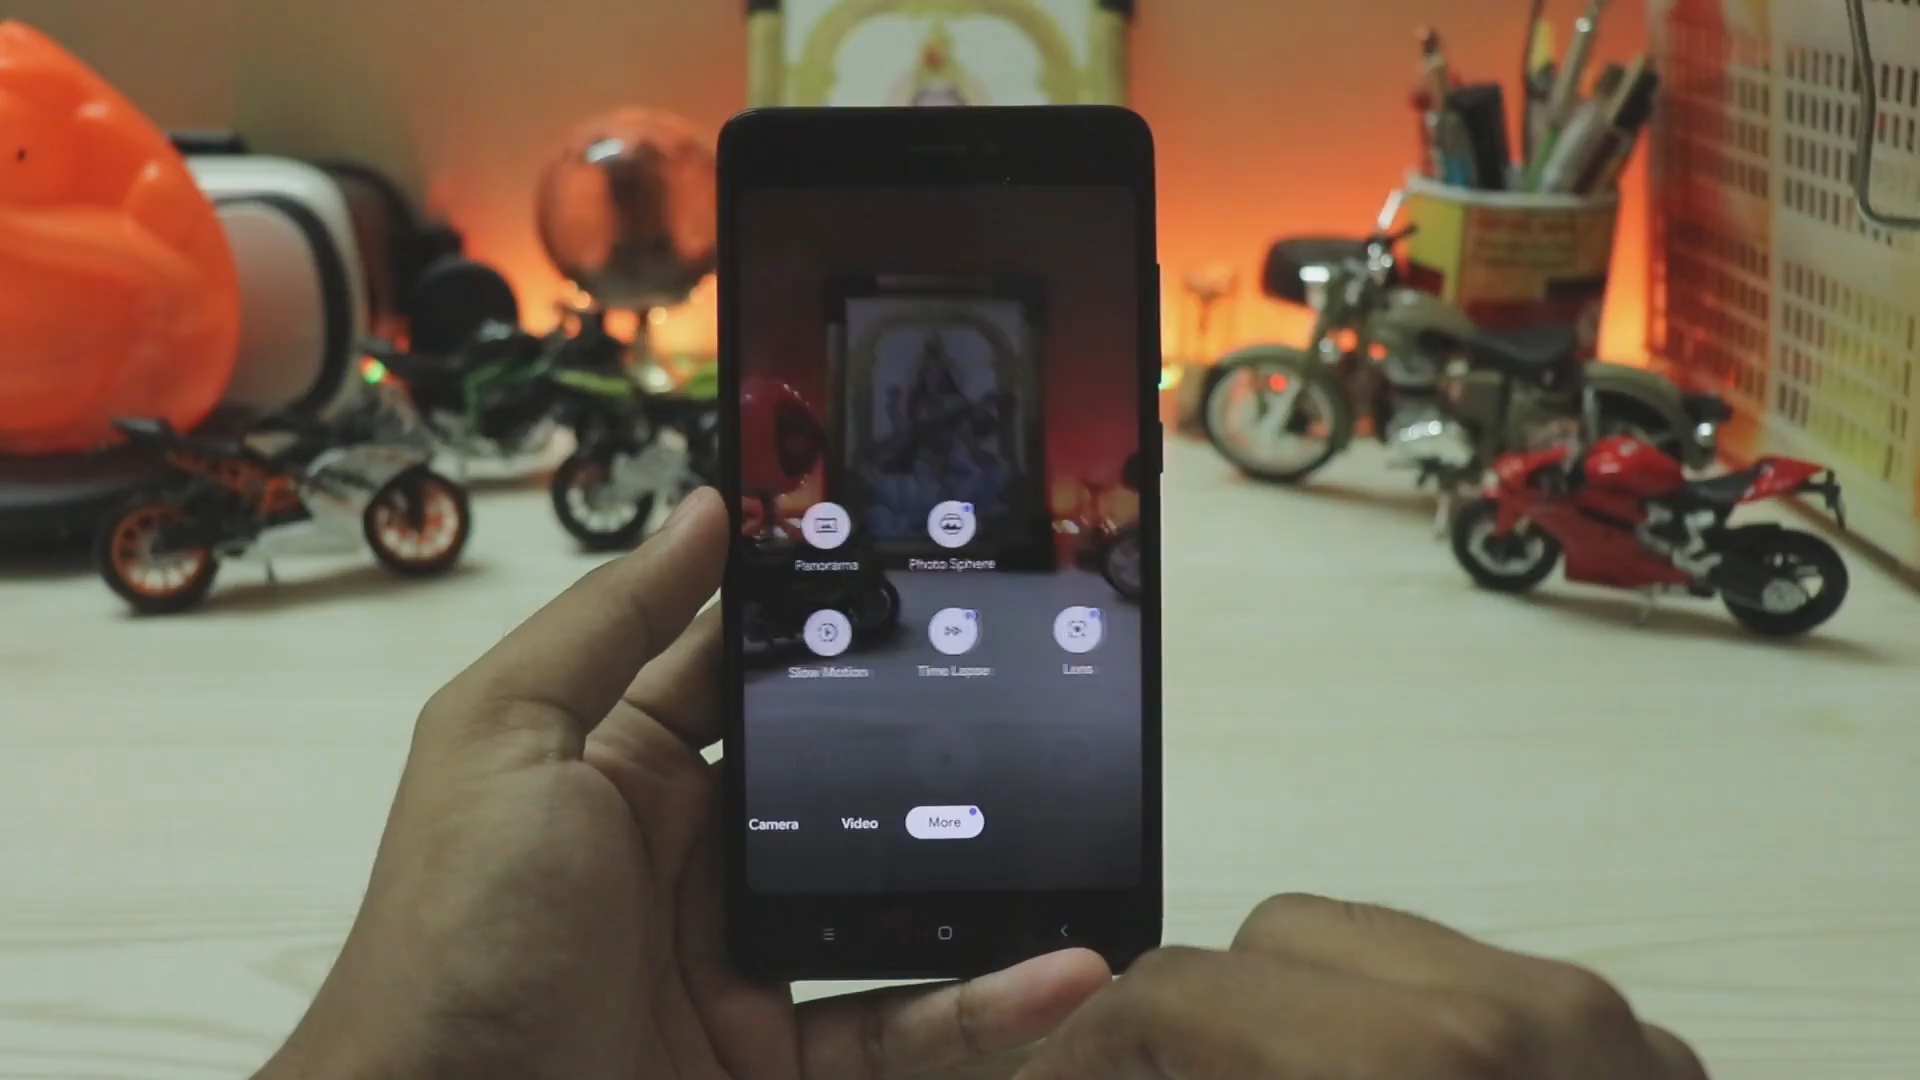 Panorama
Photo Sphere
Slow Motion
Time Lapse
Lens
Camera
Video
More